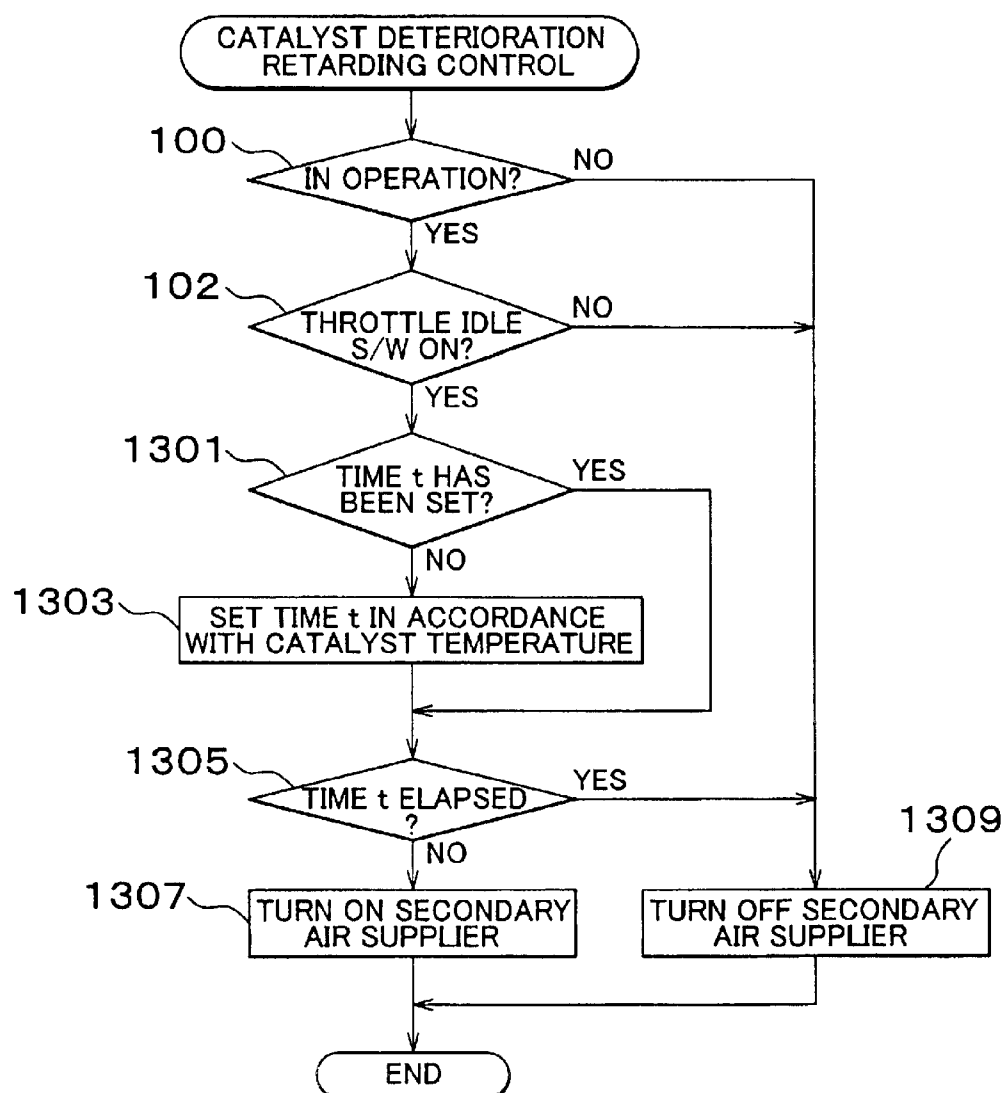 CATALYST DETERIORATION
RETARDING CONTROL
100
IN OPERATION?
NO
YES
102
THROTTLE IDLE
S/W ON?
NO
YES
1301
TIME t HAS
BEEN SET?
YES
NO
1303
SET TIME t IN ACCORDANCE
WITH CATALYST TEMPERATURE
1305
TIME t ELAPSED
?
YES
NO
1307
TURN ON SECONDARY
AIR SUPPLIER
1309
TURN OFF SECONDARY
AIR SUPPLIER
END